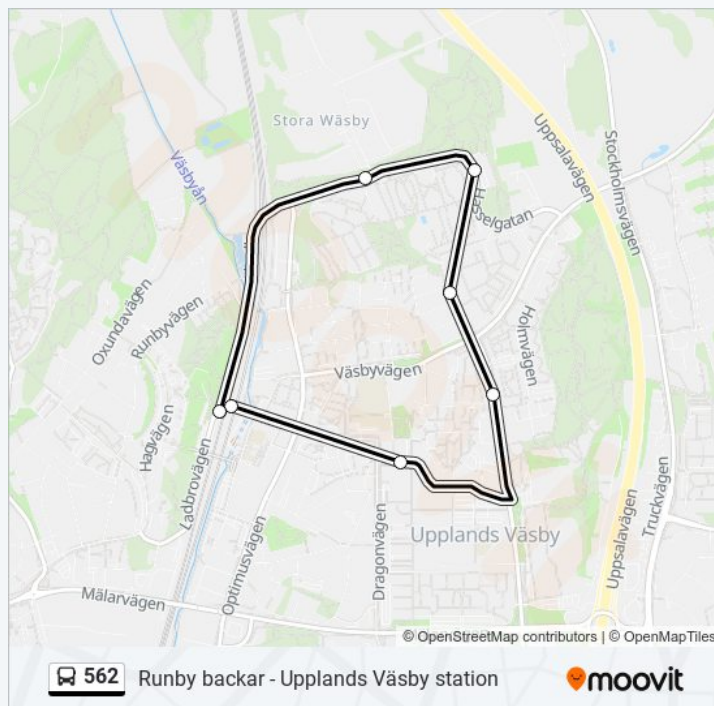 Stora Wäsby
Uppsalavägen
Stockholmsvägen
Väsbyån
Hasselgatan
Oxundavägen
Runbyvägen
Holmvägen
Väsbyvägen
Hagvägen
Ladbrovägen
Dragonvägen
Optimusvägen
Upplands Väsby
Truckvägen
Uppsalavägen
Mälarvägen
© OpenStreetMap contributors | © OpenMapTiles
562 Runby backar - Upplands Väsby station
moovit